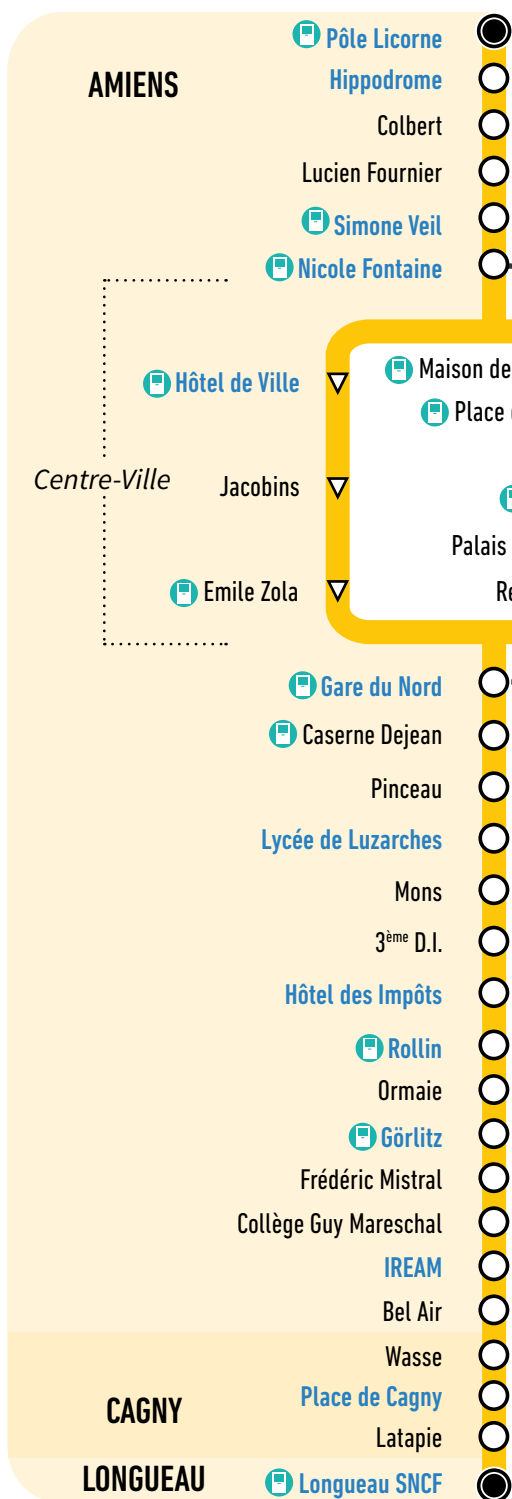 Pôle Licorne
AMIENS
Hippodrome
Colbert
Lucien Fournier
Simone Veil
Nicole Fontaine
Maison de
Hôtel de Ville
Place
Centre-Ville
Jacobins
Palais
Emile Zola
Gare du Nord
Caserne Dejean
Pinceau
Lycée de Luzarches
Mons
3ème D.I.
Hôtel des Impôts
Rollin
Ormaie
Görlitz
Frédéric Mistral
Collège Guy Mareschal
IREAM
Bel Air
Wasse
Place de Cagny
CAGNY
Latapie
LONGUEAU
Longueau SNCF